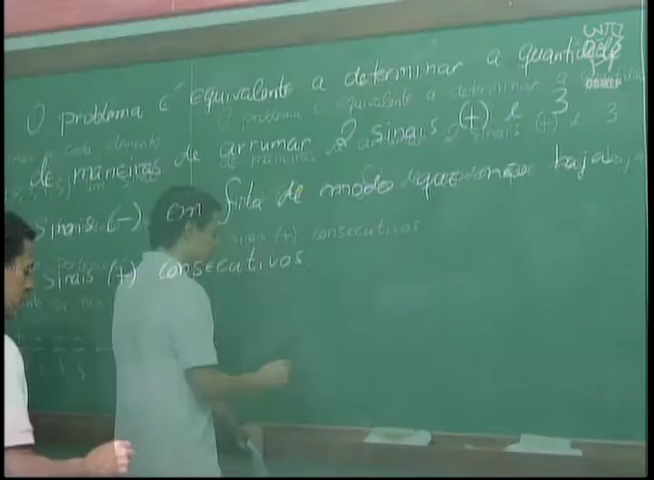 O problema é equivalente a determinar a quantidade
de maneiras de arrumar 2 sinais (+) e 3
sinais (-) em fila de modo que não haja
sinais (+) consecutivos
OBMEP